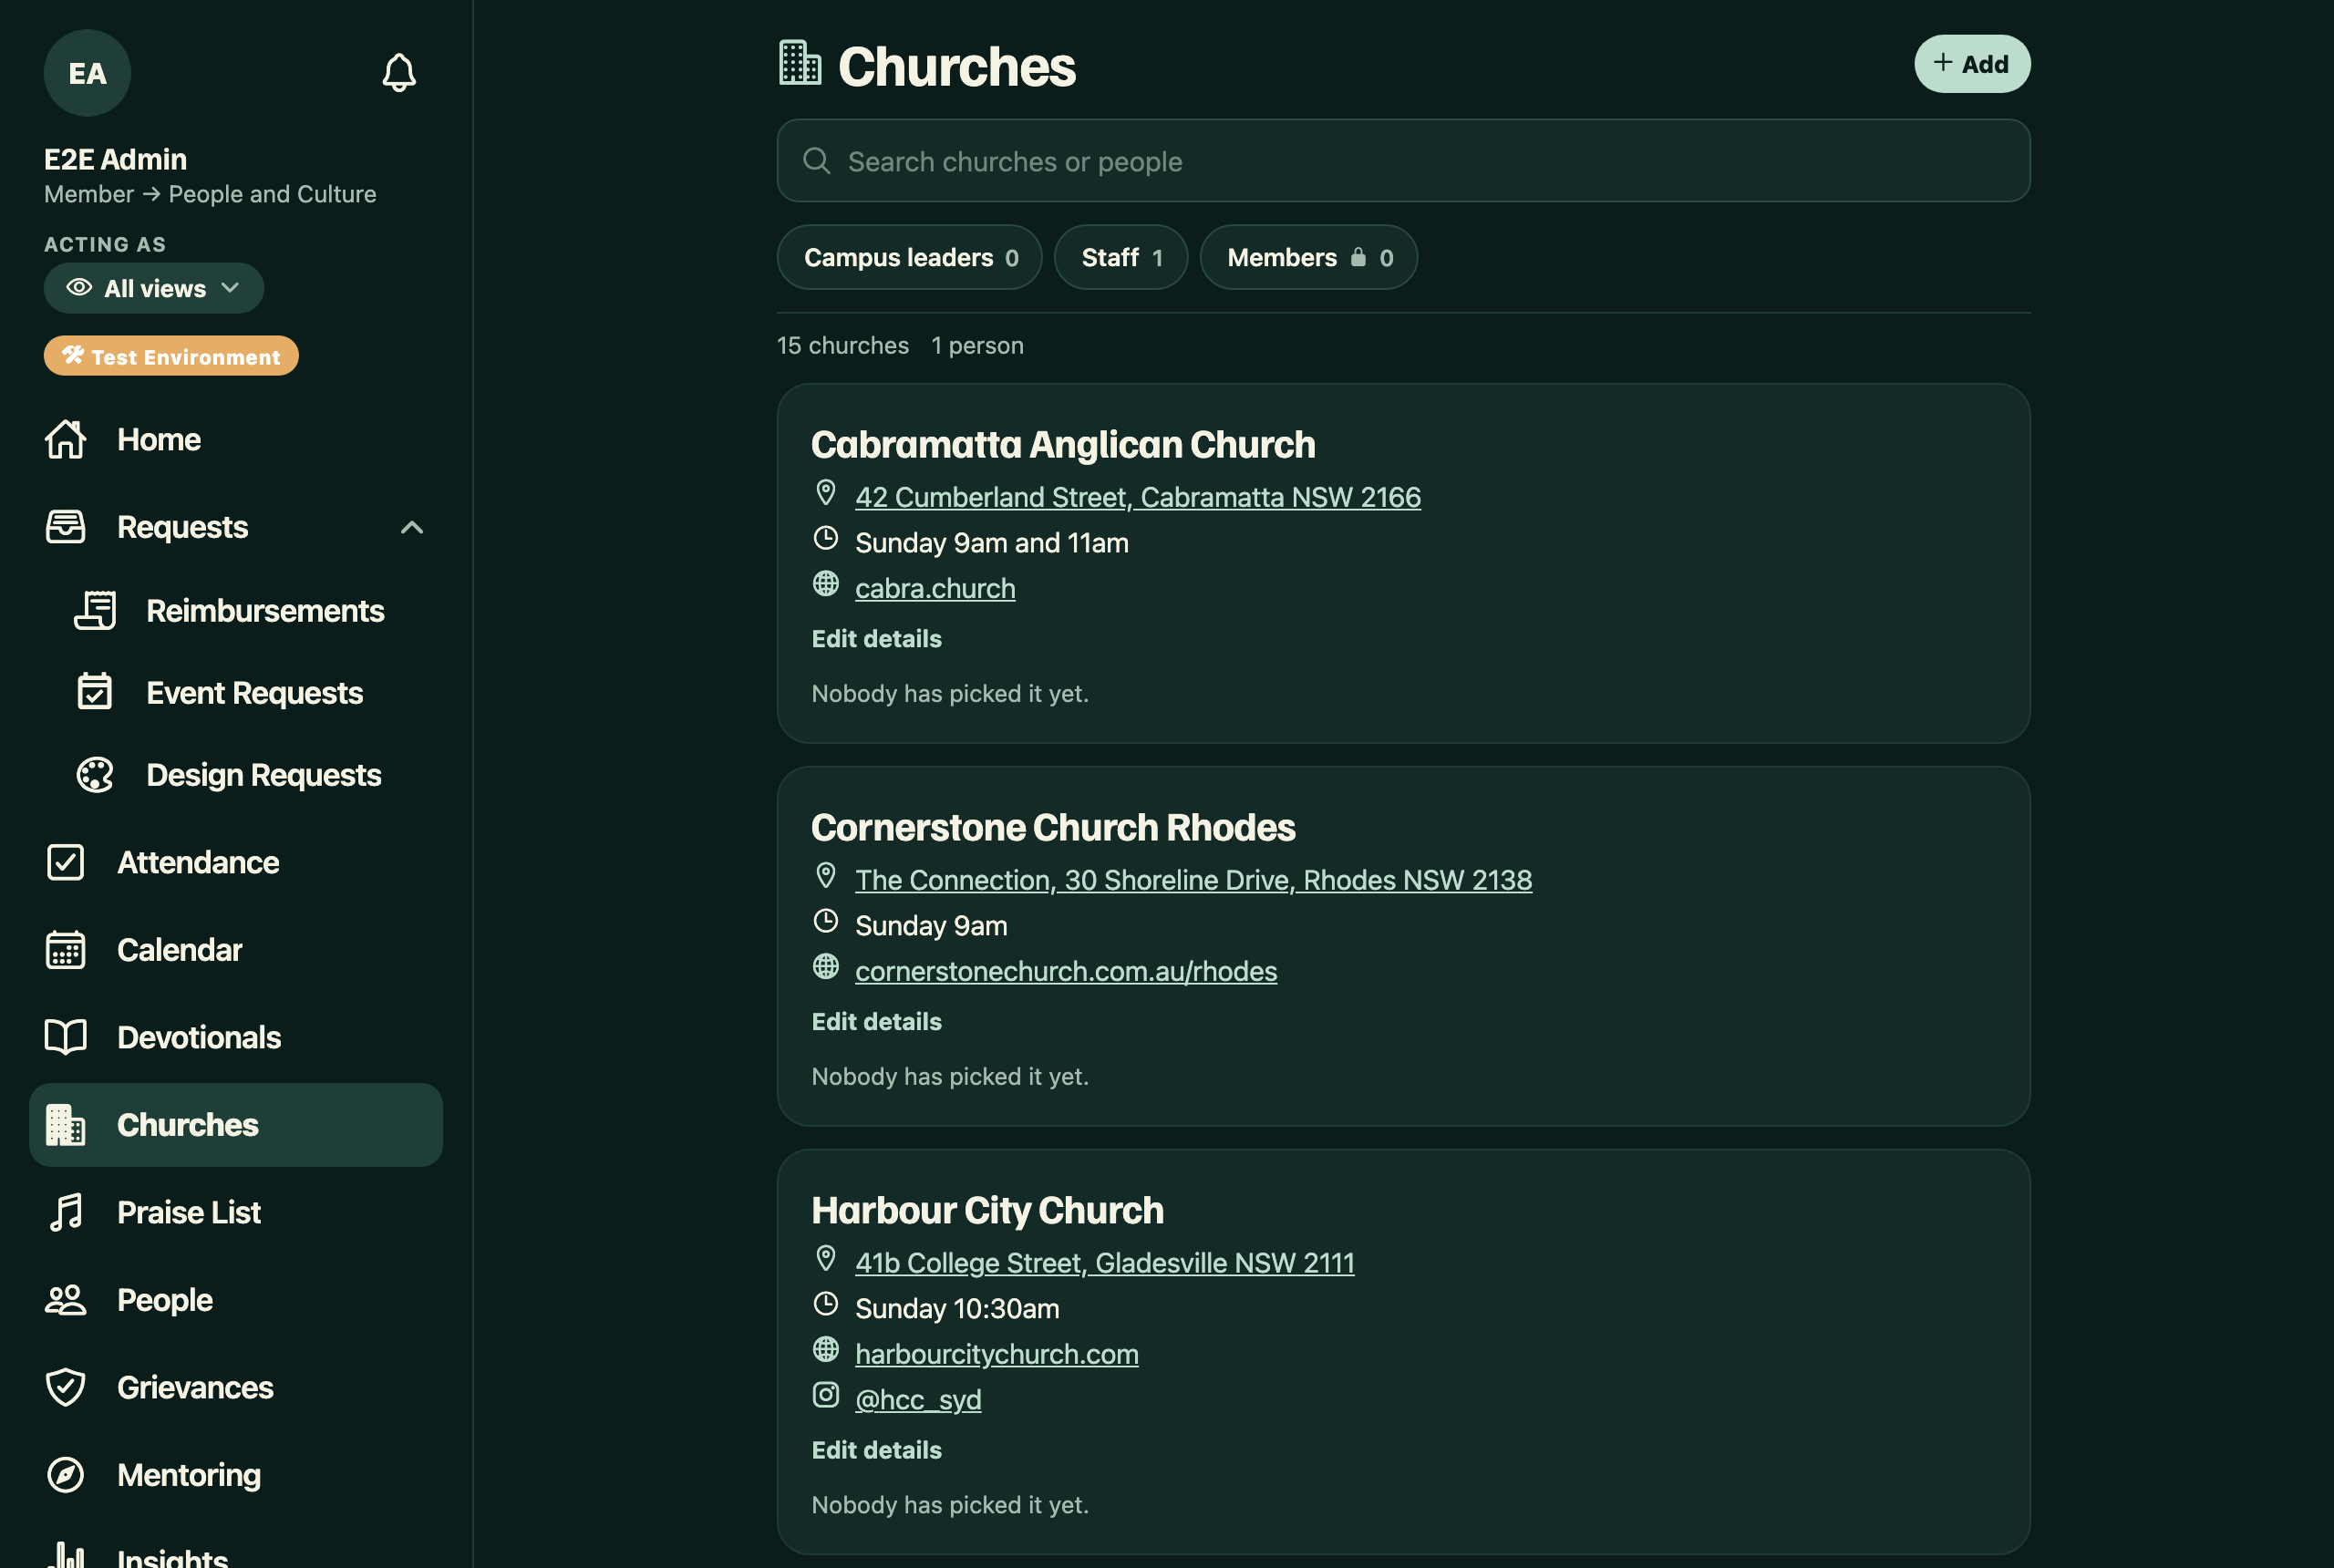 EA
E2E Admin
Member → People and Culture
ACTING AS
All views
Test Environment
Home
Requests
Reimbursements
Event Requests
Design Requests
Attendance
Calendar
Devotionals
Churches
Praise List
People
Grievances
Mentoring
Insights
Churches
+ Add
Search churches or people
Campus leaders 0
Staff 1
Members 0
15 churches 1 person
Cabramatta Anglican Church
42 Cumberland Street, Cabramatta NSW 2166
Sunday 9am and 11am
cabra.church
Edit details
Nobody has picked it yet.
Cornerstone Church Rhodes
The Connection, 30 Shoreline Drive, Rhodes NSW 2138
Sunday 9am
cornerstonechurch.com.au/rhodes
Edit details
Nobody has picked it yet.
Harbour City Church
41b College Street, Gladesville NSW 2111
Sunday 10:30am
harbourcitychurch.com
@hcc_syd
Edit details
Nobody has picked it yet.